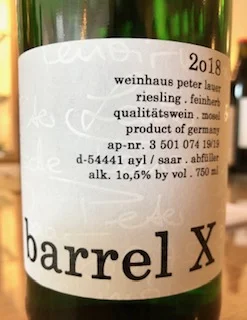 2o18
weinhaus peter lauer
riesling . feinherb
qualitätswein . mosel
product of germany
ap-nr. 3 501 074 19/19
d-54441 ayl / saar . abfüller
alk. 1o,5% by vol . 750 ml
barrel X